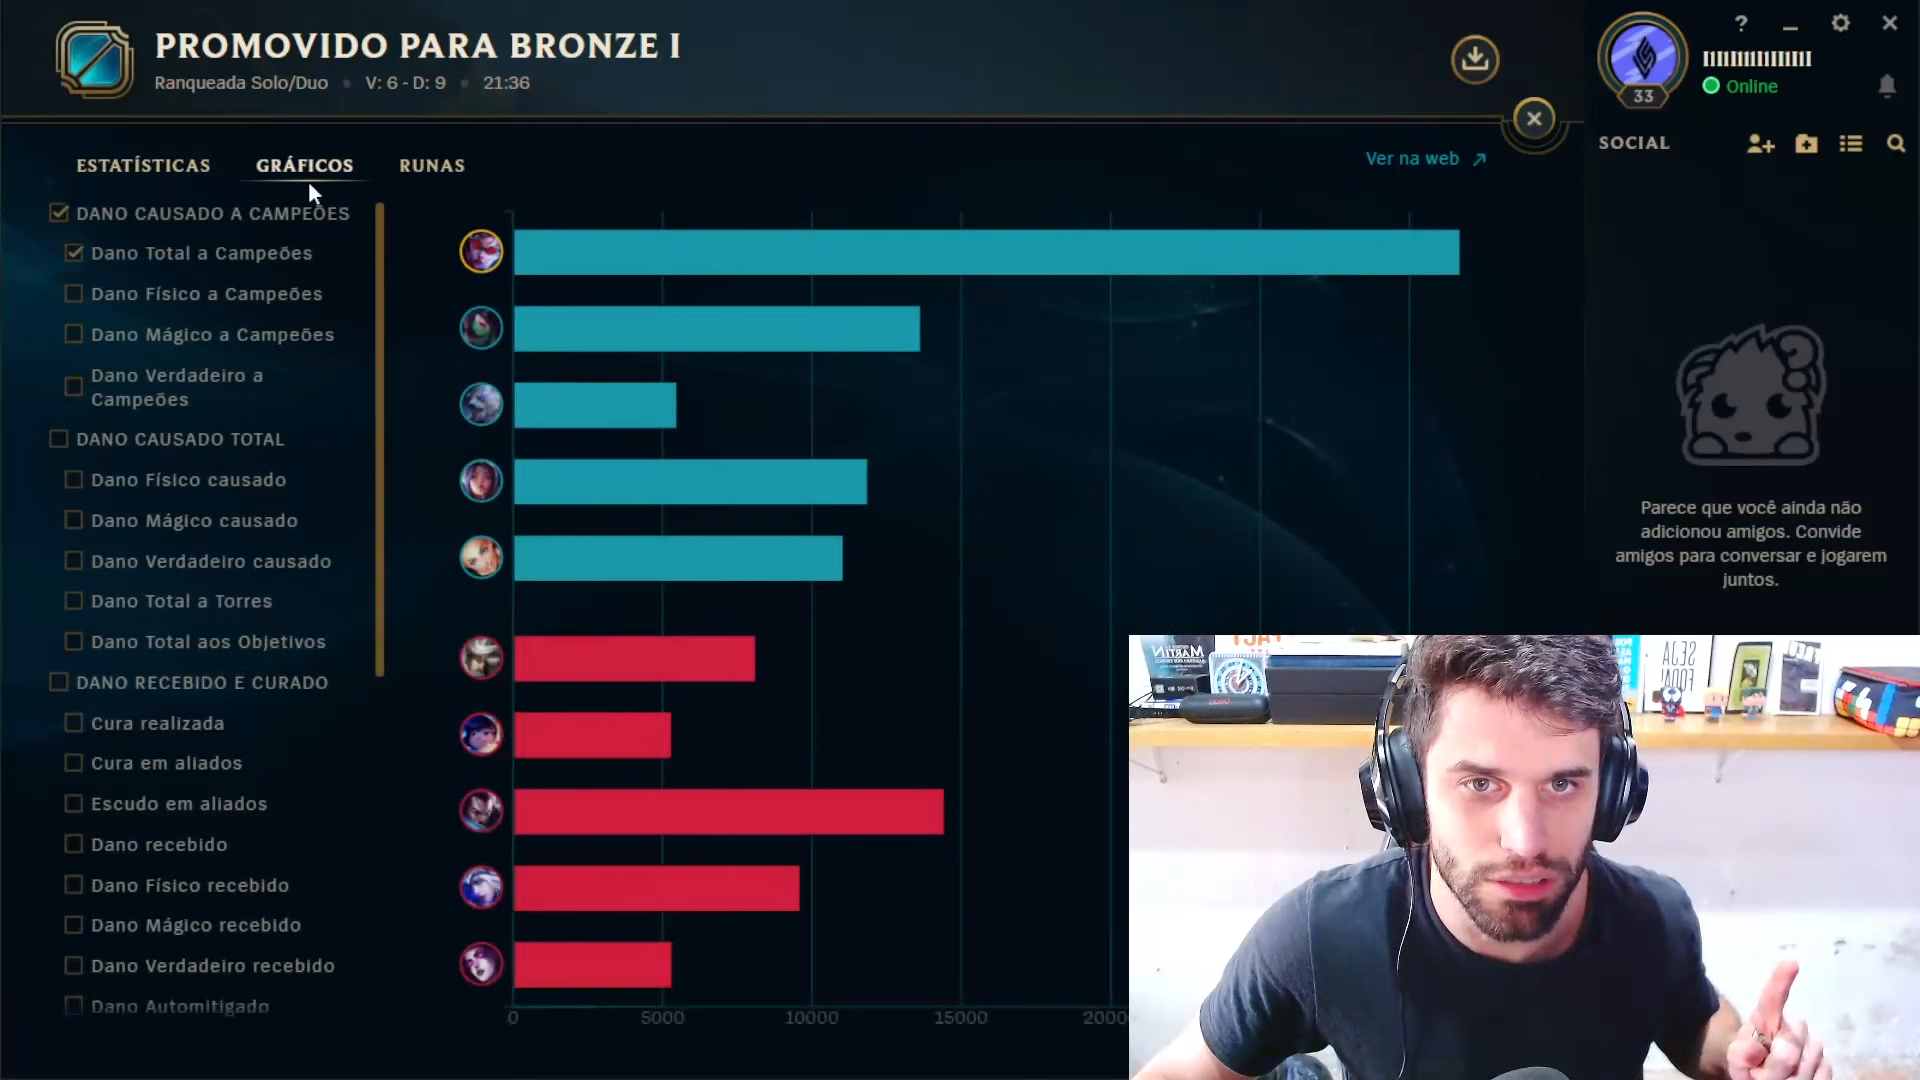 PROMOVIDO PARA BRONZE I
Ranqueada Solo/Duo • V: 6 - D: 9 • 21:36
?
33
Online
ESTATÍSTICAS GRÁFICOS RUNAS
Ver na web
SOCIAL
DANO CAUSADO A CAMPEÕES
Dano Total a Campeões
Dano Físico a Campeões
Dano Mágico a Campeões
Dano Verdadeiro a
Campeões
DANO CAUSADO TOTAL
Dano Físico causado
Dano Mágico causado
Dano Verdadeiro causado
Dano Total a Torres
Dano Total aos Objetivos
DANO RECEBIDO E CURADO
Cura realizada
Cura em aliados
Escudo em aliados
Dano recebido
Dano Físico recebido
Dano Mágico recebido
Dano Verdadeiro recebido
Dano Automitigado
0 5000 10000 15000
Parece que você ainda não
adicionou amigos. Convide
amigos para conversar e jogarem
juntos.
MARTIN
SEJA
FODA!